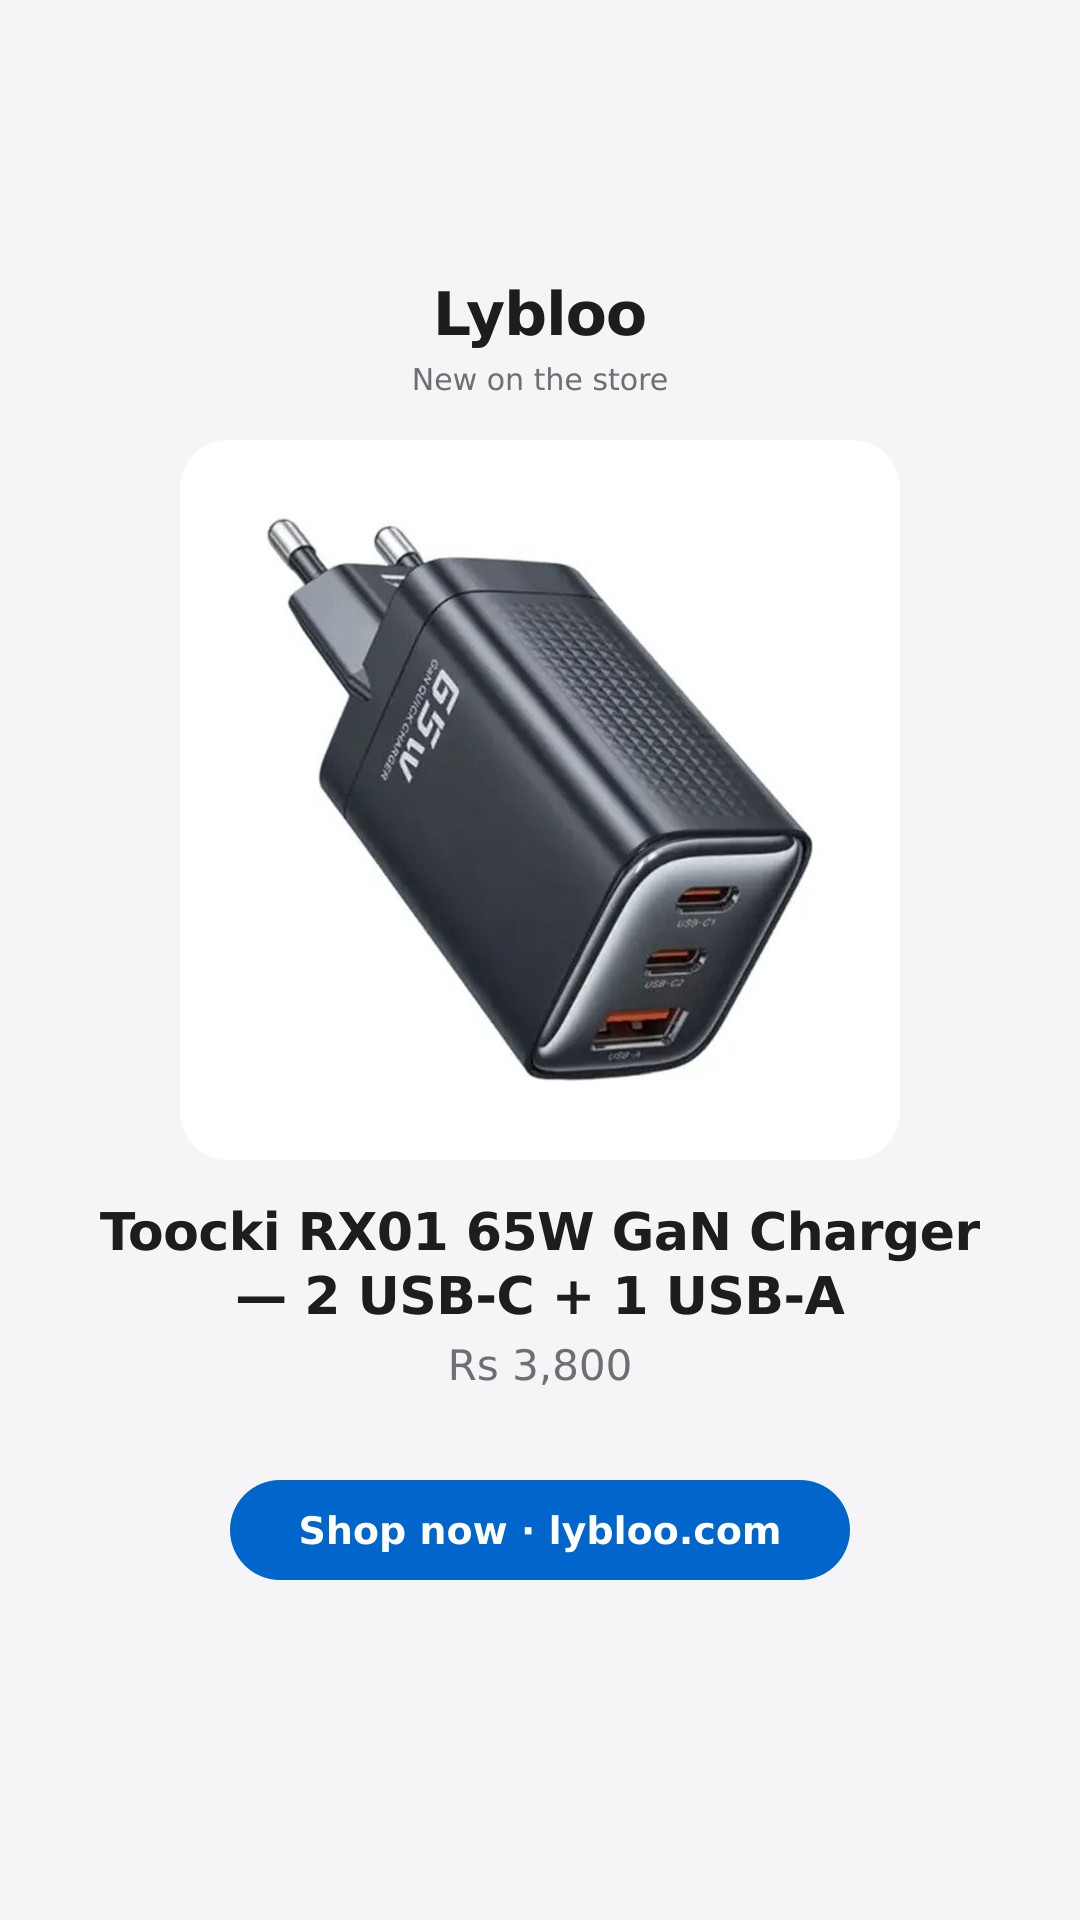 Lybloo
New on the store
65W
GaN QUICK CHARGER
USB-C1
USB-C2
USB-A
Toocki RX01 65W GaN Charger
— 2 USB-C + 1 USB-A
Rs 3,800
Shop now · lybloo.com